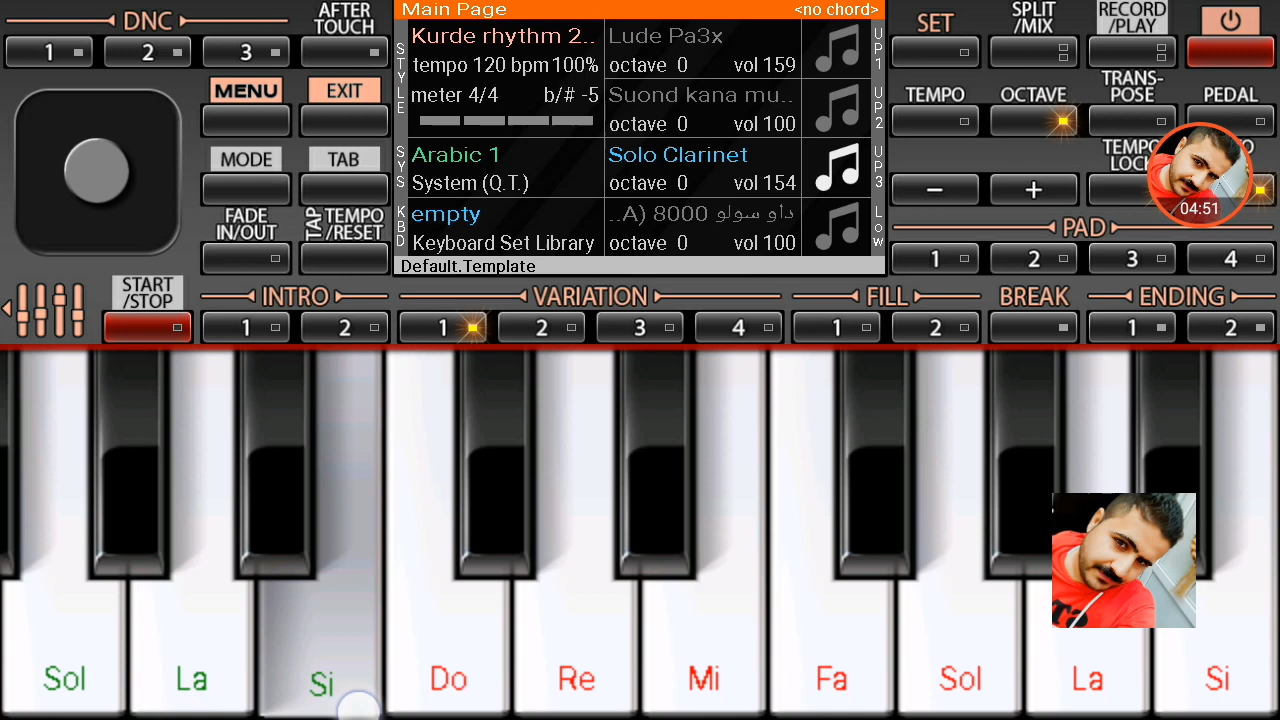 DNC
1 2 3
AFTER
TOUCH
MENU
EXIT
MODE
TAB
FADE
IN/OUT
TAP TEMPO
/RESET
Main Page <no chord>
STYLE
Kurde rhythm 2..
tempo 120 bpm 100%
meter 4/4 b/# -5
SYS
Arabic 1
System (Q.T.)
KBD
empty
Keyboard Set Library
Lude Pa3x
octave 0 vol 159
UP1
Suond kana mu..
octave 0 vol 100
UP2
Solo Clarinet
octave 0 vol 154
UP3
..A) 8000 داو سولو
octave 0 vol 100
Low
Default.Template
SET
SPLIT
/MIX
RECORD
/PLAY
TEMPO
OCTAVE
TRANS-
POSE
PEDAL
LOCK
− +
04:51
PAD
1 2 3 4
START
/STOP
INTRO
1 2
VARIATION
1 2 3 4
FILL
1 2
BREAK
ENDING
1 2
Sol La Si Do Re Mi Fa Sol La Si